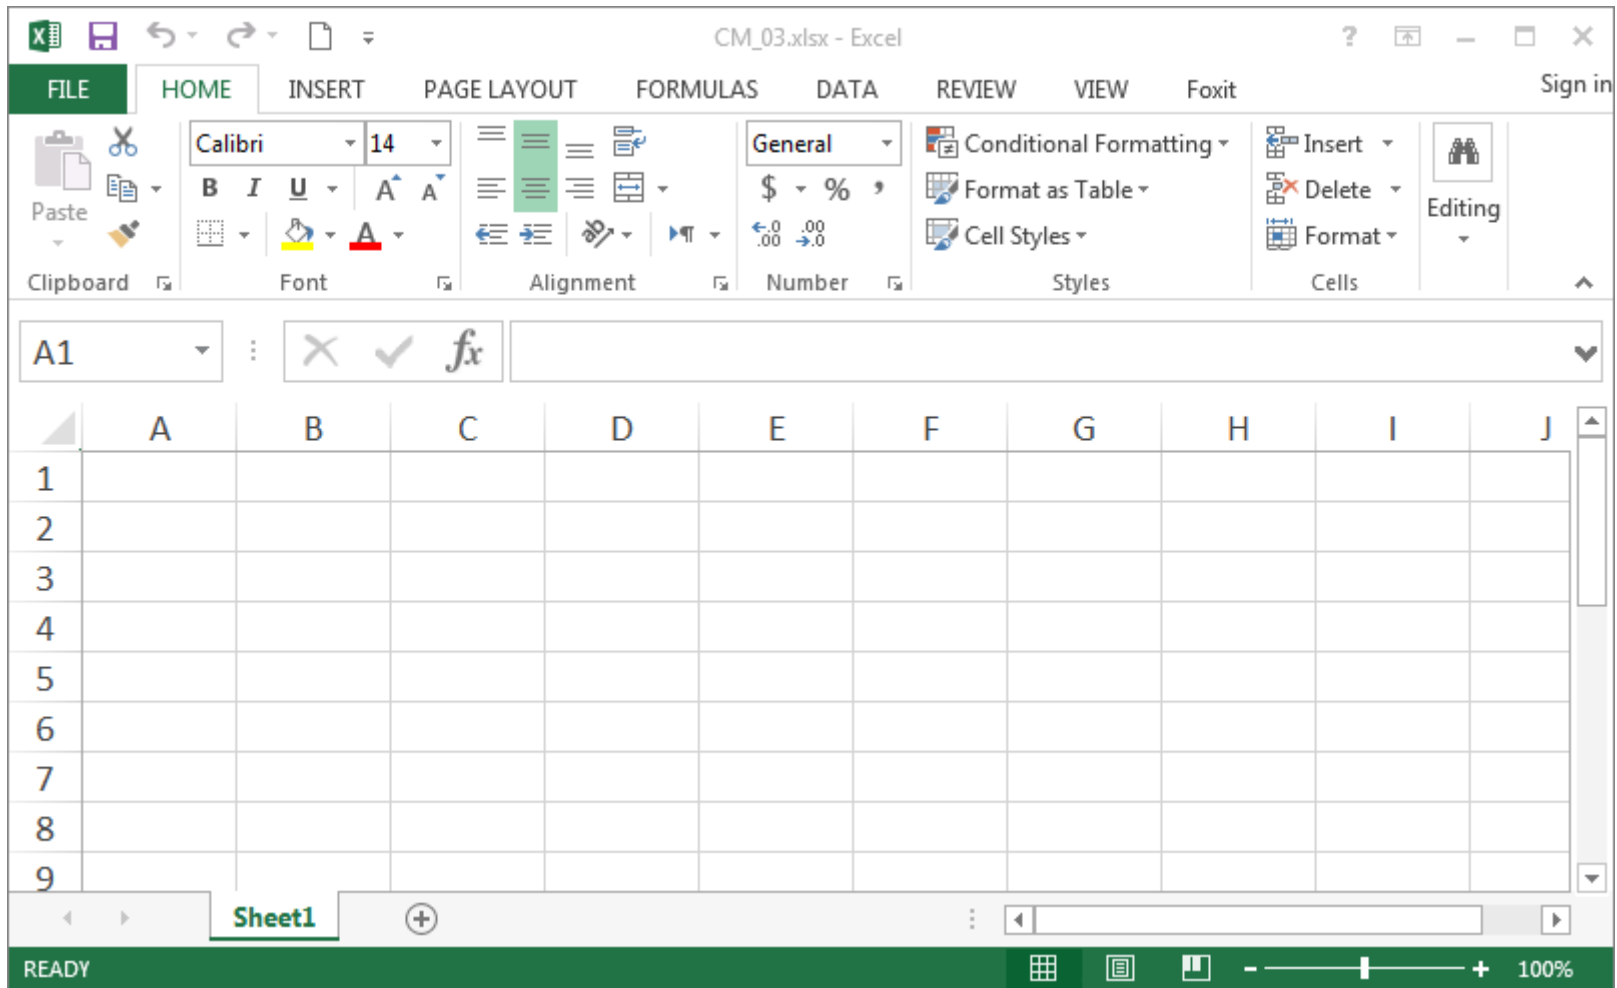 CM_03.xlsx - Excel
FILE HOME INSERT PAGE LAYOUT FORMULAS DATA REVIEW VIEW Foxit Sign in
Calibri 14 General Conditional Formatting Insert
Paste B I U A A $ % , Format as Table Delete Editing
A Cell Styles Format
Clipboard Font Alignment Number Styles Cells
A1 fx
A B C D E F G H I J
1
2
3
4
5
6
7
8
9
Sheet1
READY 100%